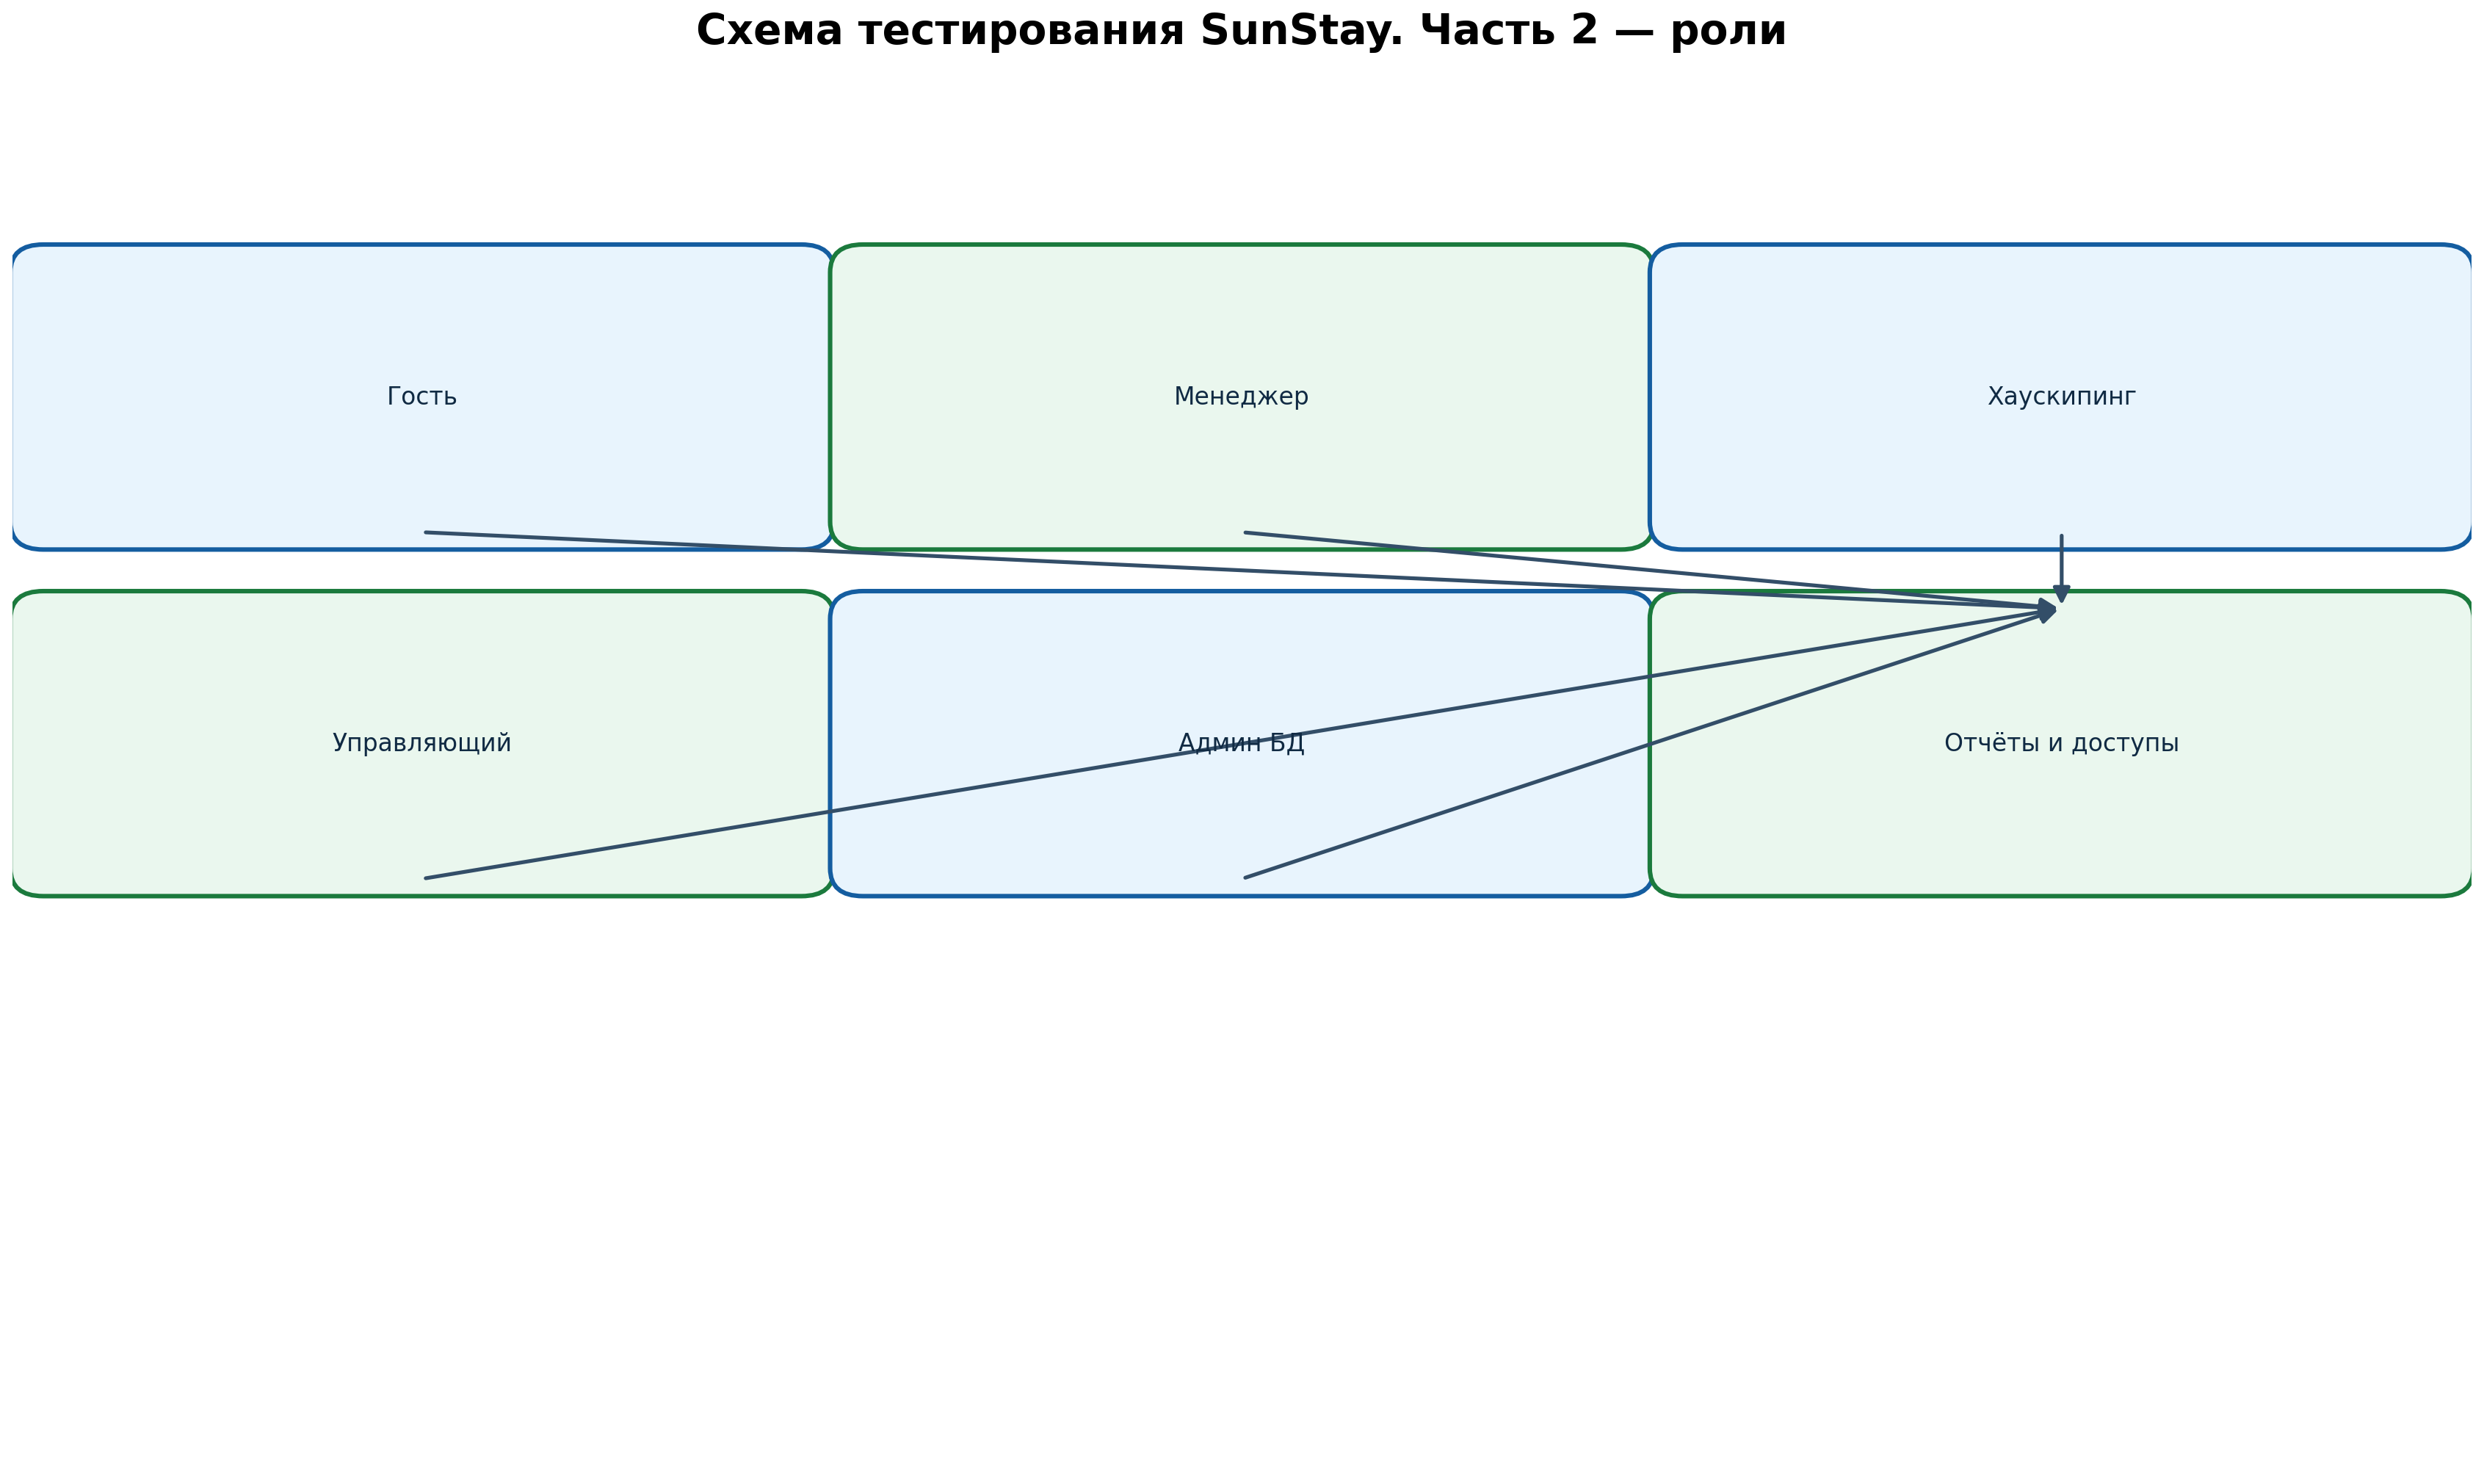 Схема тестирования SunStay. Часть 2 — роли
Гость
Менеджер
Хаускипинг
Управляющий
Админ БД
Отчёты и доступы